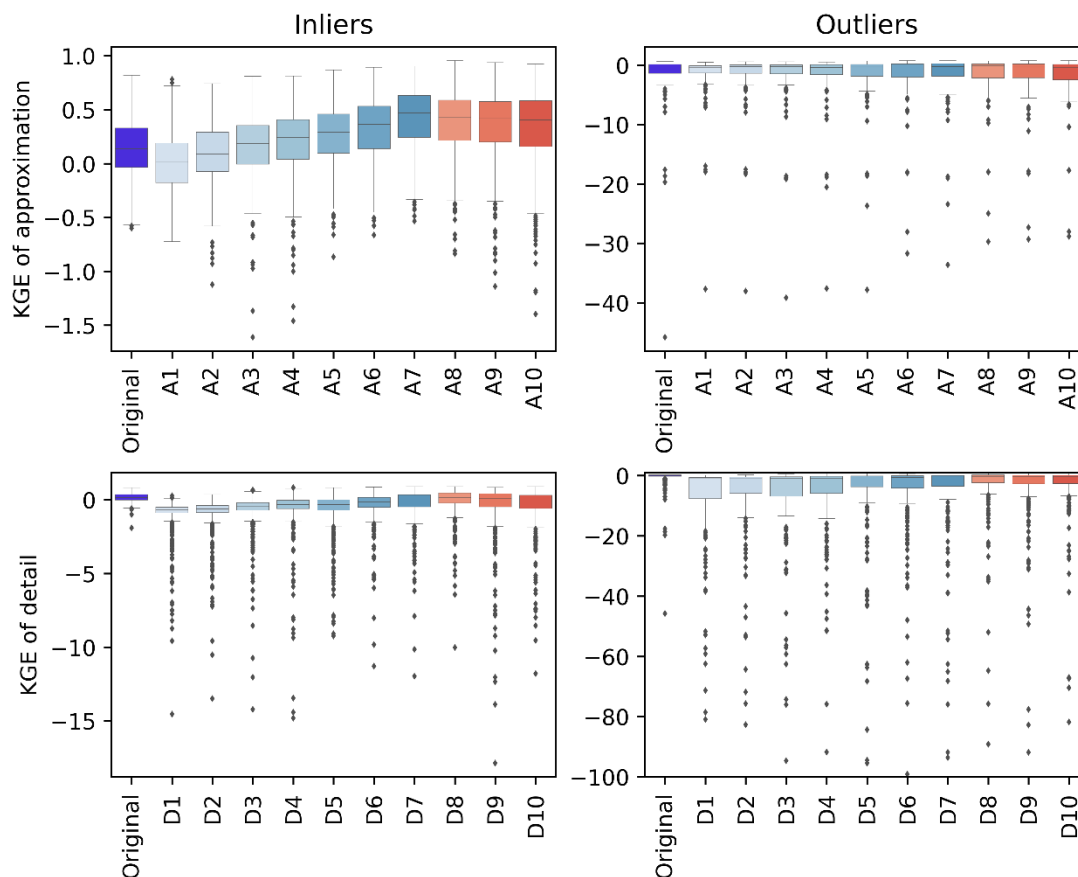 Inliers
Outliers
KGE of approximation
1.0
0.5
0.0
−0.5
−1.0
−1.5
Original
A1
A2
A3
A4
A5
A6
A7
A8
A9
A10
0
−10
−20
−30
−40
Original
A1
A2
A3
A4
A5
A6
A7
A8
A9
A10
KGE of detail
0
−5
−10
−15
Original
D1
D2
D3
D4
D5
D6
D7
D8
D9
D10
0
−20
−40
−60
−80
−100
Original
D1
D2
D3
D4
D5
D6
D7
D8
D9
D10